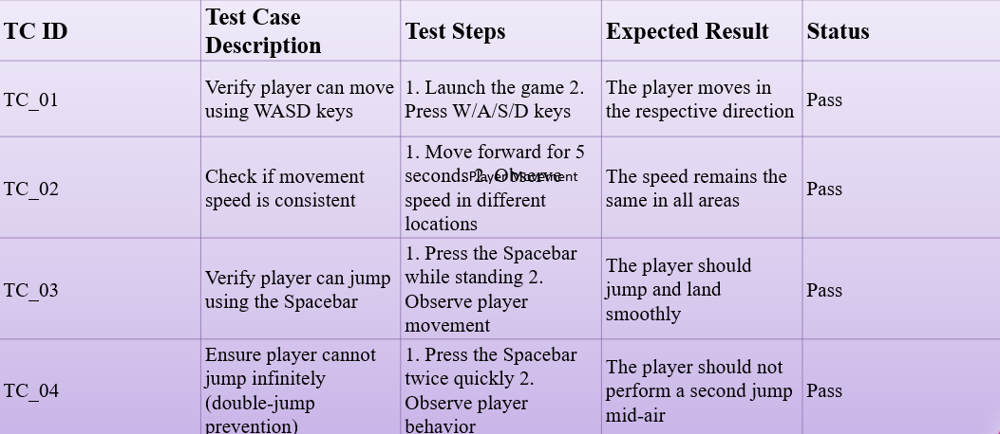 TC ID
Test Case
Description
Test Steps
Expected Result
Status
TC_01
Verify player can move
using WASD keys
1. Launch the game 2.
Press W/A/S/D keys
The player moves in
the respective direction
Pass
TC_02
Check if movement
speed is consistent
1. Move forward for 5
seconds 2. Observe
speed in different
locations
Player Movement
The speed remains the
same in all areas
Pass
TC_03
Verify player can jump
using the Spacebar
1. Press the Spacebar
while standing 2.
Observe player
movement
The player should
jump and land
smoothly
Pass
TC_04
Ensure player cannot
jump infinitely
(double-jump
prevention)
1. Press the Spacebar
twice quickly 2.
Observe player
behavior
The player should not
perform a second jump
mid-air
Pass